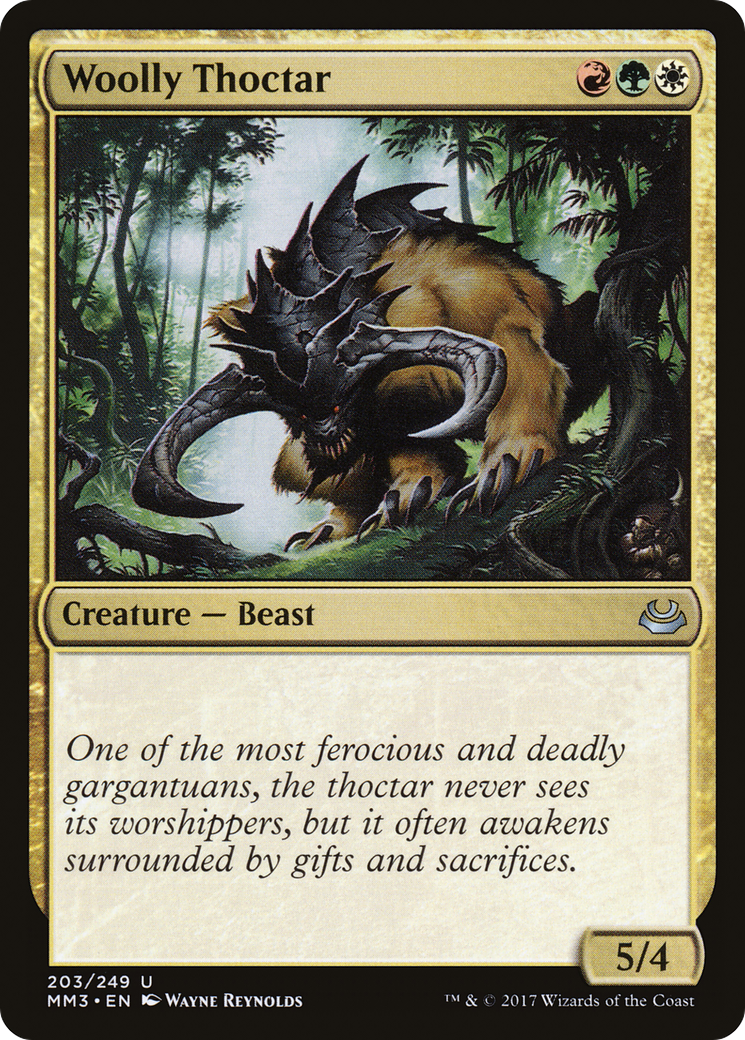 Woolly Thoctar
Creature — Beast
One of the most ferocious and deadly
gargantuans, the thoctar never sees
its worshippers, but it often awakens
surrounded by gifts and sacrifices.
5/4
203/249 U
MM3 • EN Wayne Reynolds
™ & © 2017 Wizards of the Coast